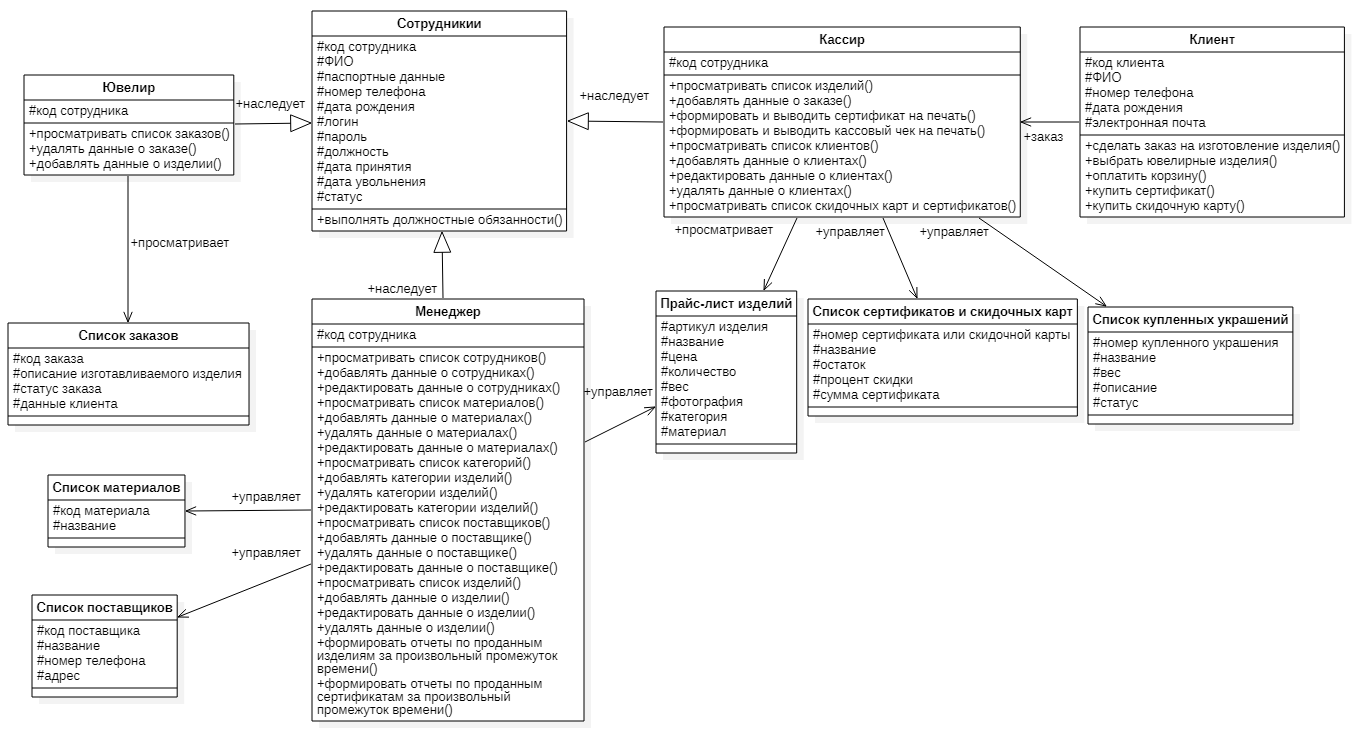 Ювелир
#код сотрудника
+просматривать список заказов()
+удалять данные о заказе()
+добавлять данные о изделии()
+наследует
Сотрудникии
#код сотрудника
#ФИО
#паспортные данные
#номер телефона
#дата рождения
#логин
#пароль
#должность
#дата принятия
#дата увольнения
#статус
+выполнять должностные обязанности()
+наследует
Кассир
#код сотрудника
+просматривать список изделий()
+добавлять данные о заказе()
+формировать и выводить сертификат на печать()
+формировать и выводить кассовый чек на печать()
+просматривать список клиентов()
+добавлять данные о клиентах()
+редактировать данные о клиентах()
+удалять данные о клиентах()
+просматривать список скидочных карт и сертификатов()
+заказ
Клиент
#код клиента
#ФИО
#номер телефона
#дата рождения
#электронная почта
+сделать заказ на изготовление изделия()
+выбрать ювелирные изделия()
+оплатить корзину()
+купить сертификат()
+купить скидочную карту()
+просматривает
+просматривает
+управляет
+управляет
Список заказов
#код заказа
#описание изготавливаемого изделия
#статус заказа
#данные клиента
+наследует
Менеджер
#код сотрудника
+просматривать список сотрудников()
+добавлять данные о сотрудниках()
+редактировать данные о сотрудниках()
+просматривать список материалов()
+добавлять данные о материалах()
+удалять данные о материалах()
+редактировать данные о материалах()
+просматривать список категорий()
+добавлять категории изделий()
+удалять категории изделий()
+редактировать категории изделий()
+просматривать список поставщиков()
+добавлять данные о поставщике()
+удалять данные о поставщике()
+редактировать данные о поставщике()
+просматривать список изделий()
+добавлять данные о изделии()
+редактировать данные о изделии()
+удалять данные о изделии()
+формировать отчеты по проданным
изделиям за произвольный промежуток
времени()
+формировать отчеты по проданным
сертификатам за произвольный
промежуток времени()
+управляет
Прайс-лист изделий
#артикул изделия
#название
#цена
#количество
#вес
#фотография
#категория
#материал
Список сертификатов и скидочных карт
#номер сертификата или скидочной карты
#название
#остаток
#процент скидки
#сумма сертификата
Список купленных украшений
#номер купленного украшения
#название
#вес
#описание
#статус
Список материалов
#код материала
#название
+управляет
+управляет
Список поставщиков
#код поставщика
#название
#номер телефона
#адрес